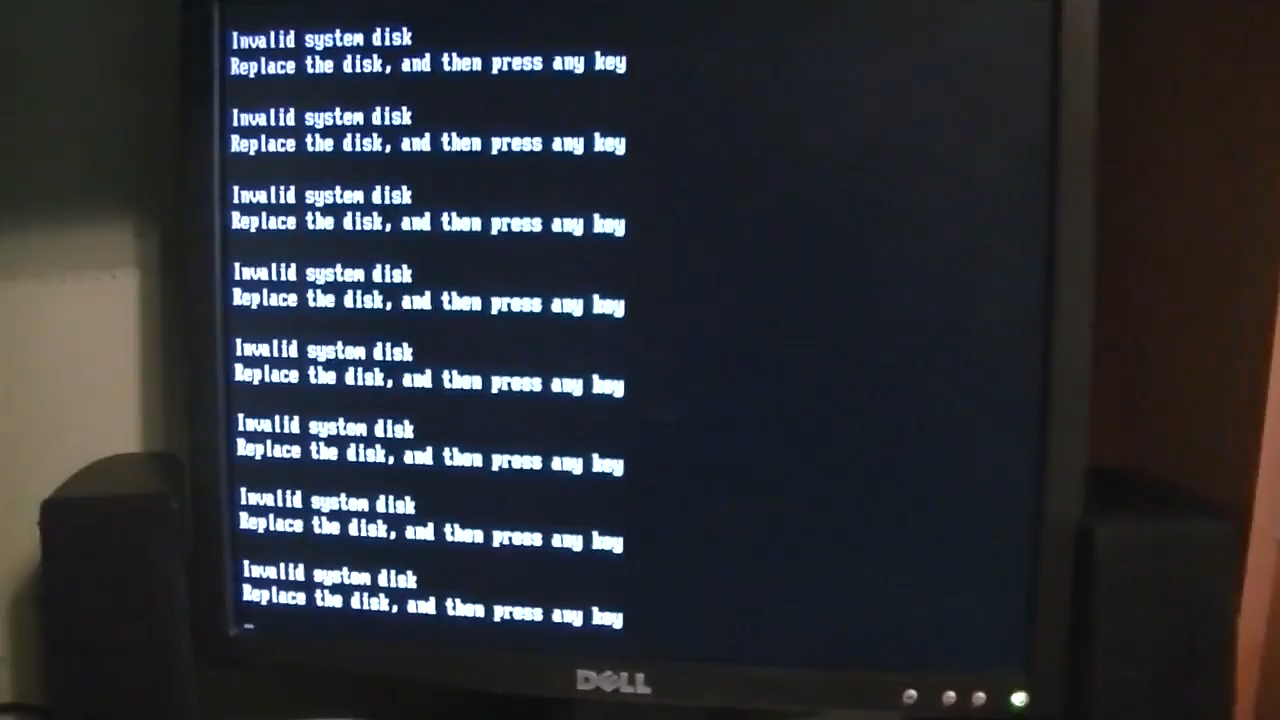 Invalid system disk
Replace the disk, and then press any key
Invalid system disk
Replace the disk, and then press any key
Invalid system disk
Replace the disk, and then press any key
Invalid system disk
Replace the disk, and then press any key
Invalid system disk
Replace the disk, and then press any key
Invalid system disk
Replace the disk, and then press any key
Invalid system disk
Replace the disk, and then press any key
Invalid system disk
Replace the disk, and then press any key
DELL